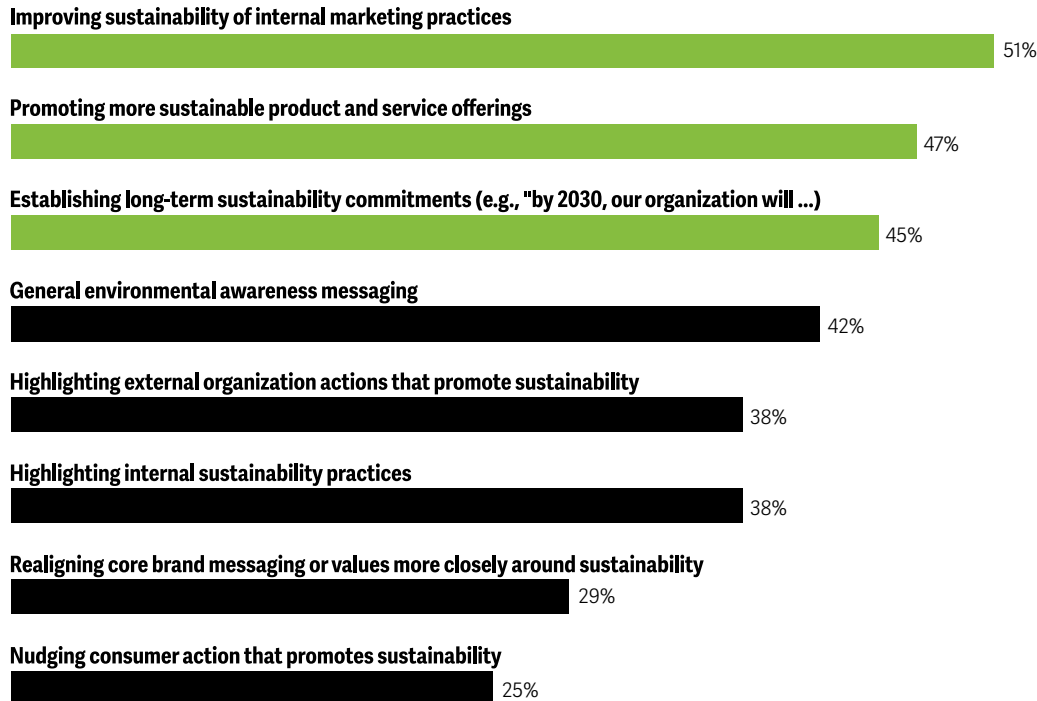 Improving sustainability of internal marketing practices
51%
Promoting more sustainable product and service offerings
47%
Establishing long-term sustainability commitments (e.g., "by 2030, our organization will ...)
45%
General environmental awareness messaging
42%
Highlighting external organization actions that promote sustainability
38%
Highlighting internal sustainability practices
38%
Realigning core brand messaging or values more closely around sustainability
29%
Nudging consumer action that promotes sustainability
25%